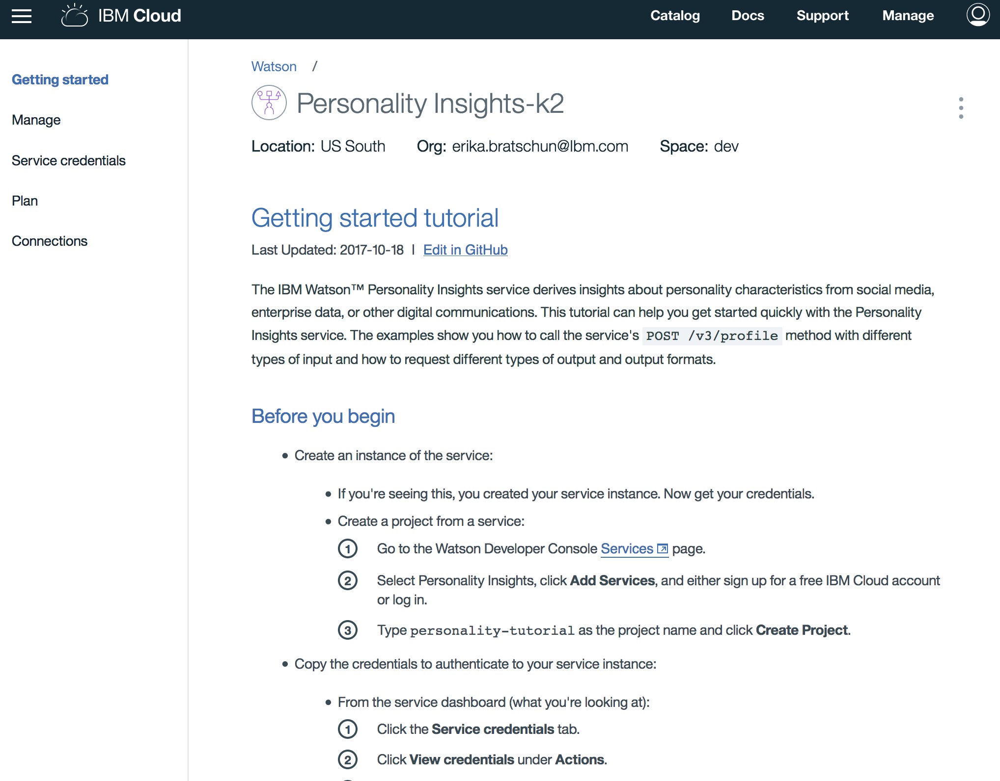 IBM Cloud
Catalog Docs Support Manage
Getting started
Manage
Service credentials
Plan
Connections
Watson /
Personality Insights-k2
Location: US South Org: erika.bratschun@Ibm.com Space: dev
Getting started tutorial
Last Updated: 2017-10-18 | Edit in GitHub
The IBM Watson™ Personality Insights service derives insights about personality characteristics from social media,
enterprise data, or other digital communications. This tutorial can help you get started quickly with the Personality
Insights service. The examples show you how to call the service's POST /v3/profile method with different
types of input and how to request different types of output and output formats.
Before you begin
• Create an instance of the service:
• If you're seeing this, you created your service instance. Now get your credentials.
• Create a project from a service:
1 Go to the Watson Developer Console Services page.
2 Select Personality Insights, click Add Services, and either sign up for a free IBM Cloud account
or log in.
3 Type personality-tutorial as the project name and click Create Project.
• Copy the credentials to authenticate to your service instance:
• From the service dashboard (what you're looking at):
1 Click the Service credentials tab.
2 Click View credentials under Actions.